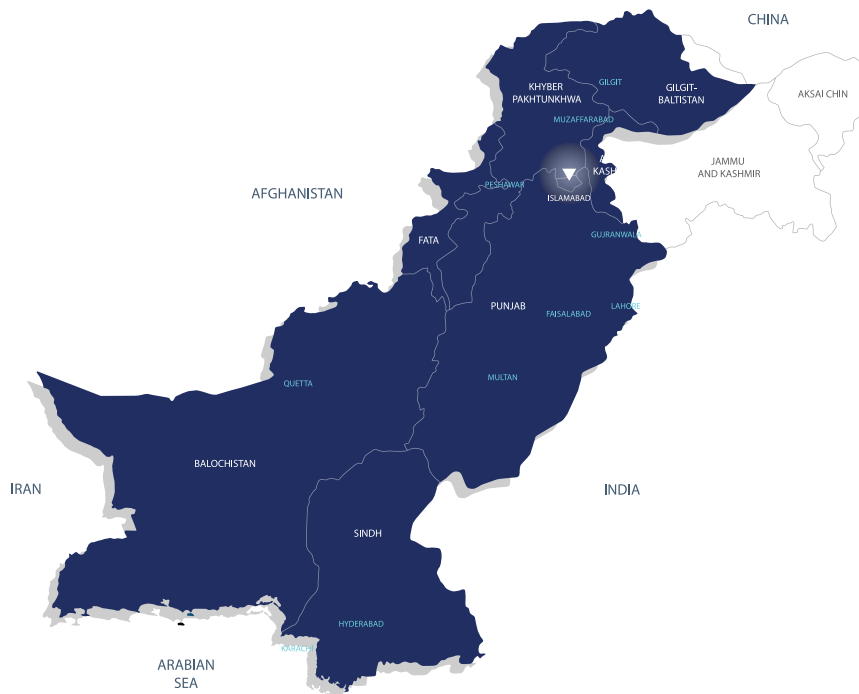 CHINA
GILGIT
KHYBER
PAKHTUNKHWA
GILGIT-
BALTISTAN
AKSAI CHIN
MUZAFFARABAD
JAMMU
AND KASHMIR
PESHAWAR
AFGHANISTAN
ISLAMABAD
GUJRANWALA
FATA
PUNJAB
FAISALABAD
LAHORE
QUETTA
MULTAN
BALOCHISTAN
IRAN
INDIA
SINDH
HYDERABAD
KARACHI
ARABIAN
SEA